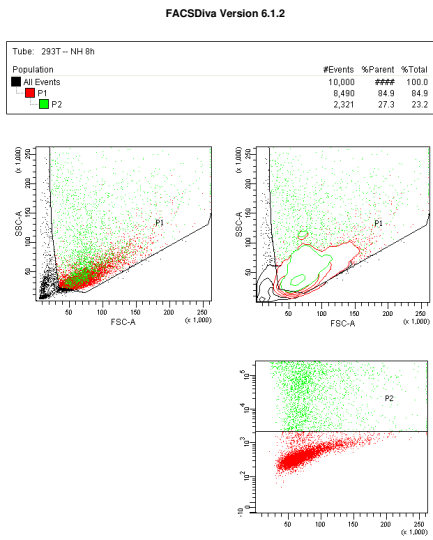 FACSDiva Version 6.1.2
Tube: 293T -- NH 8h
Population #Events %Parent %Total
All Events 10,000 #### 100.0
P1 8,490 84.9 84.9
P2 2,321 27.3 23.2
(x 1,000)
SSC-A
50 100 150 200 250
P1
50 100 150 200 250
FSC-A
(x 1,000)
(x 1,000)
SSC-A
50 100 150 200 250
P1
50 100 150 200 250
FSC-A
(x 1,000)
-10 0 10^2 10^3 10^4 10^5
P2
50 100 150 200 250
(x 1,000)